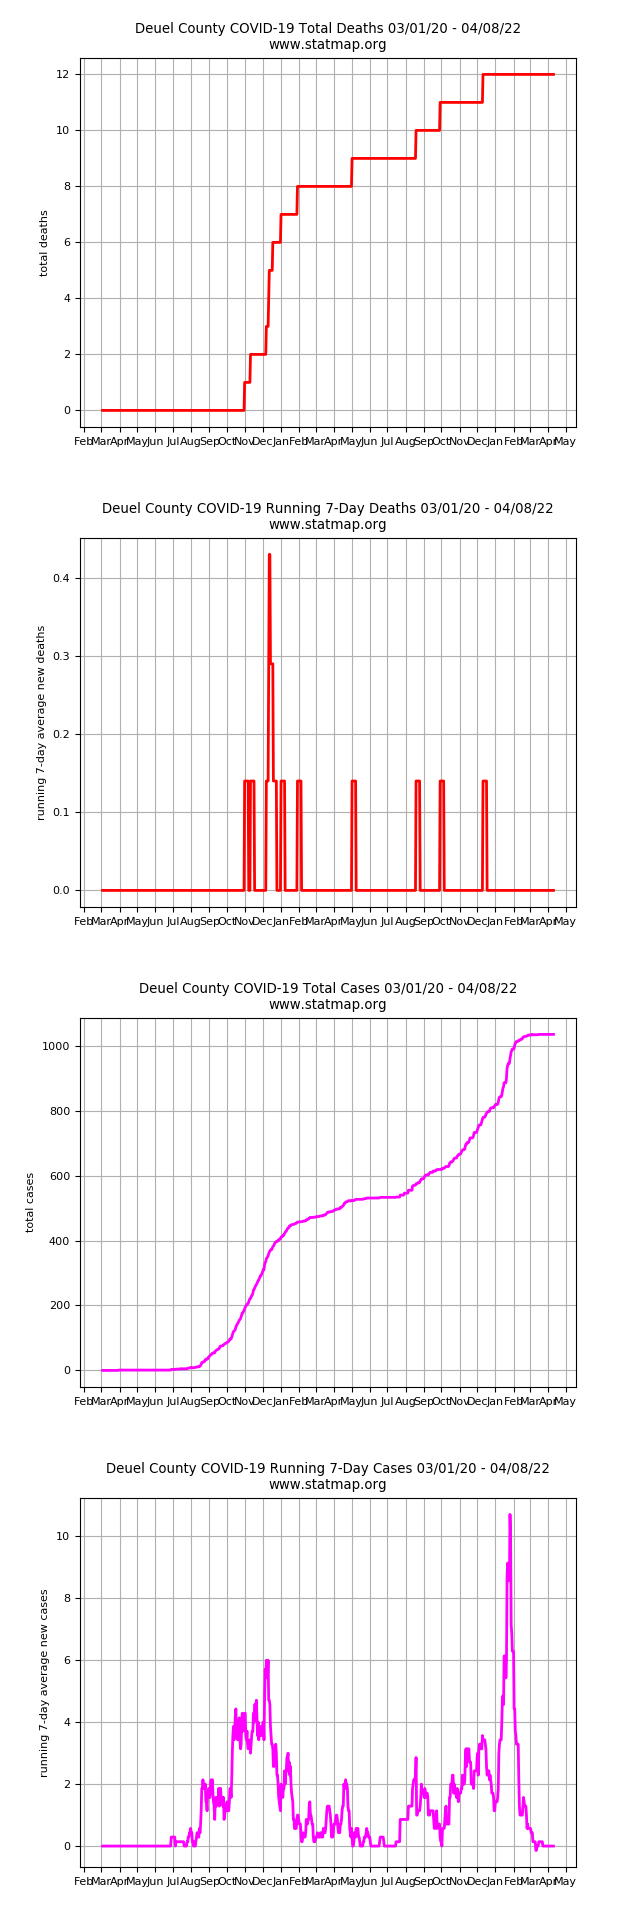 Deuel County COVID-19 Total Deaths 03/01/20 - 04/08/22
www.statmap.org
12
10
8
6
4
2
0
total deaths
Feb Mar Apr May Jun Jul Aug Sep Oct Nov Dec Jan Feb Mar Apr May Jun Jul Aug Sep Oct Nov Dec Jan Feb Mar Apr May
Deuel County COVID-19 Running 7-Day Deaths 03/01/20 - 04/08/22
www.statmap.org
0.4
0.3
0.2
0.1
0.0
running 7-day average new deaths
Feb Mar Apr May Jun Jul Aug Sep Oct Nov Dec Jan Feb Mar Apr May Jun Jul Aug Sep Oct Nov Dec Jan Feb Mar Apr May
Deuel County COVID-19 Total Cases 03/01/20 - 04/08/22
www.statmap.org
1000
800
600
400
200
0
total cases
Feb Mar Apr May Jun Jul Aug Sep Oct Nov Dec Jan Feb Mar Apr May Jun Jul Aug Sep Oct Nov Dec Jan Feb Mar Apr May
Deuel County COVID-19 Running 7-Day Cases 03/01/20 - 04/08/22
www.statmap.org
10
8
6
4
2
0
running 7-day average new cases
Feb Mar Apr May Jun Jul Aug Sep Oct Nov Dec Jan Feb Mar Apr May Jun Jul Aug Sep Oct Nov Dec Jan Feb Mar Apr May